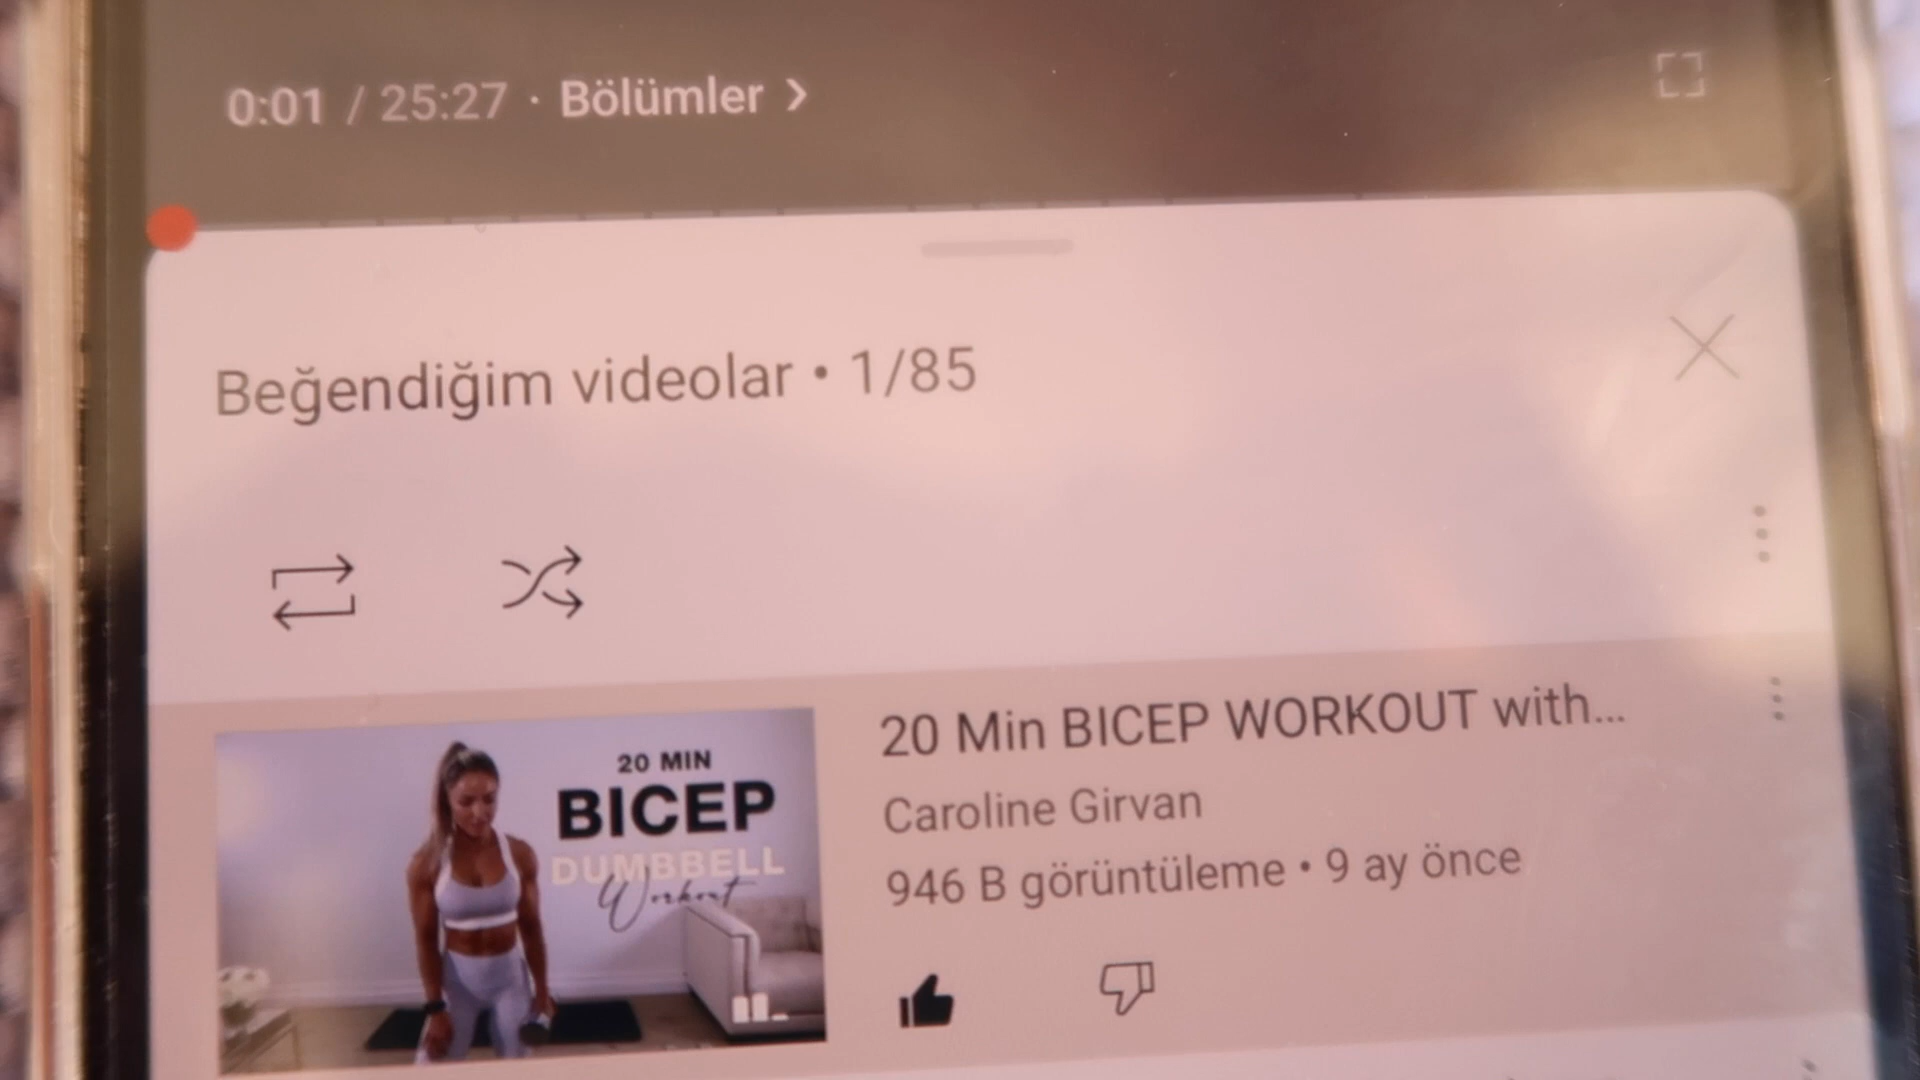 0:01 / 25:27 · Bölümler
Beğendiğim videolar • 1/85
20 MIN
BICEP
DUMBBELL
Workout
20 Min BICEP WORKOUT with...
Caroline Girvan
946 B görüntüleme • 9 ay önce